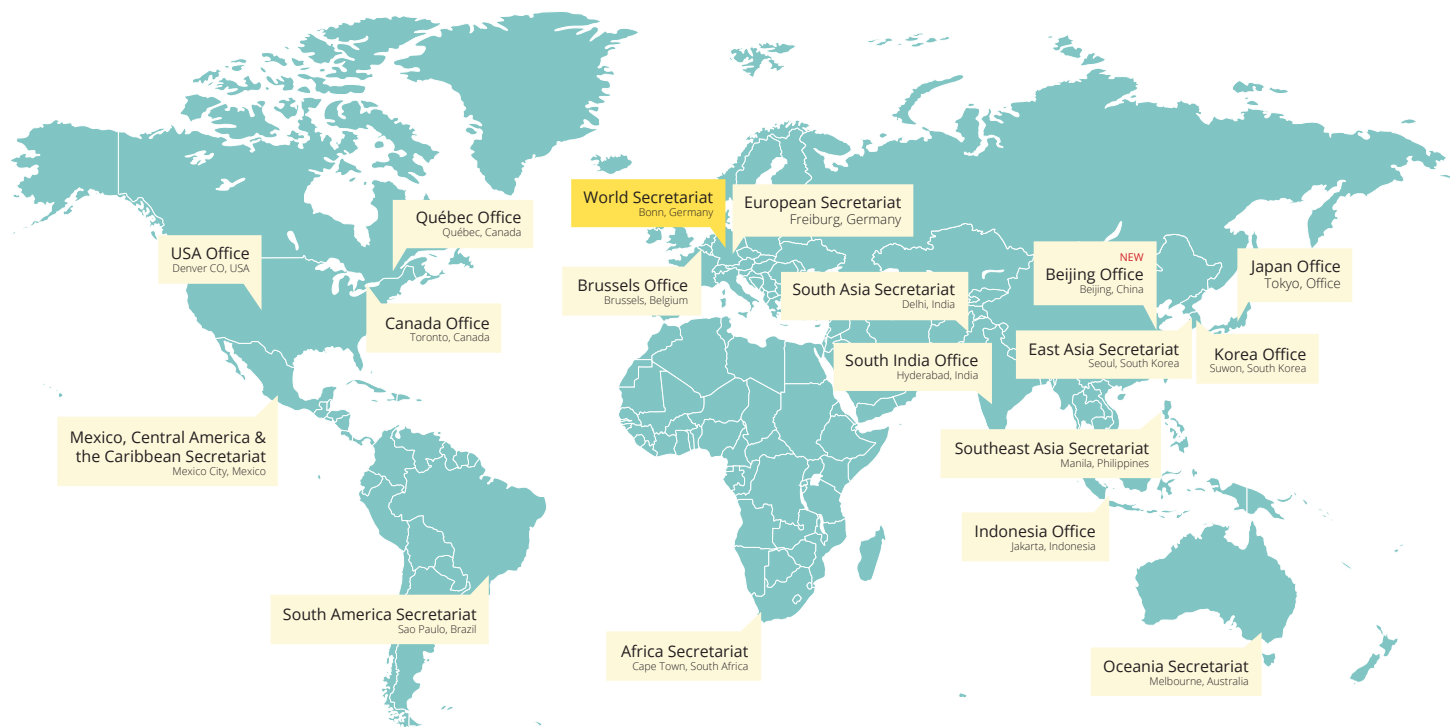 World Secretariat
Bonn, Germany
European Secretariat
Freiburg, Germany
Québec Office
Québec, Canada
USA Office
Denver CO, USA
Canada Office
Toronto, Canada
Brussels Office
Brussels, Belgium
South Asia Secretariat
Delhi, India
NEW
Beijing Office
Beijing, China
Japan Office
Tokyo, Office
South India Office
Hyderabad, India
East Asia Secretariat
Seoul, South Korea
Korea Office
Suwon, South Korea
Mexico, Central America &
the Caribbean Secretariat
Mexico City, Mexico
Southeast Asia Secretariat
Manila, Philippines
Indonesia Office
Jakarta, Indonesia
South America Secretariat
Sao Paulo, Brazil
Africa Secretariat
Cape Town, South Africa
Oceania Secretariat
Melbourne, Australia